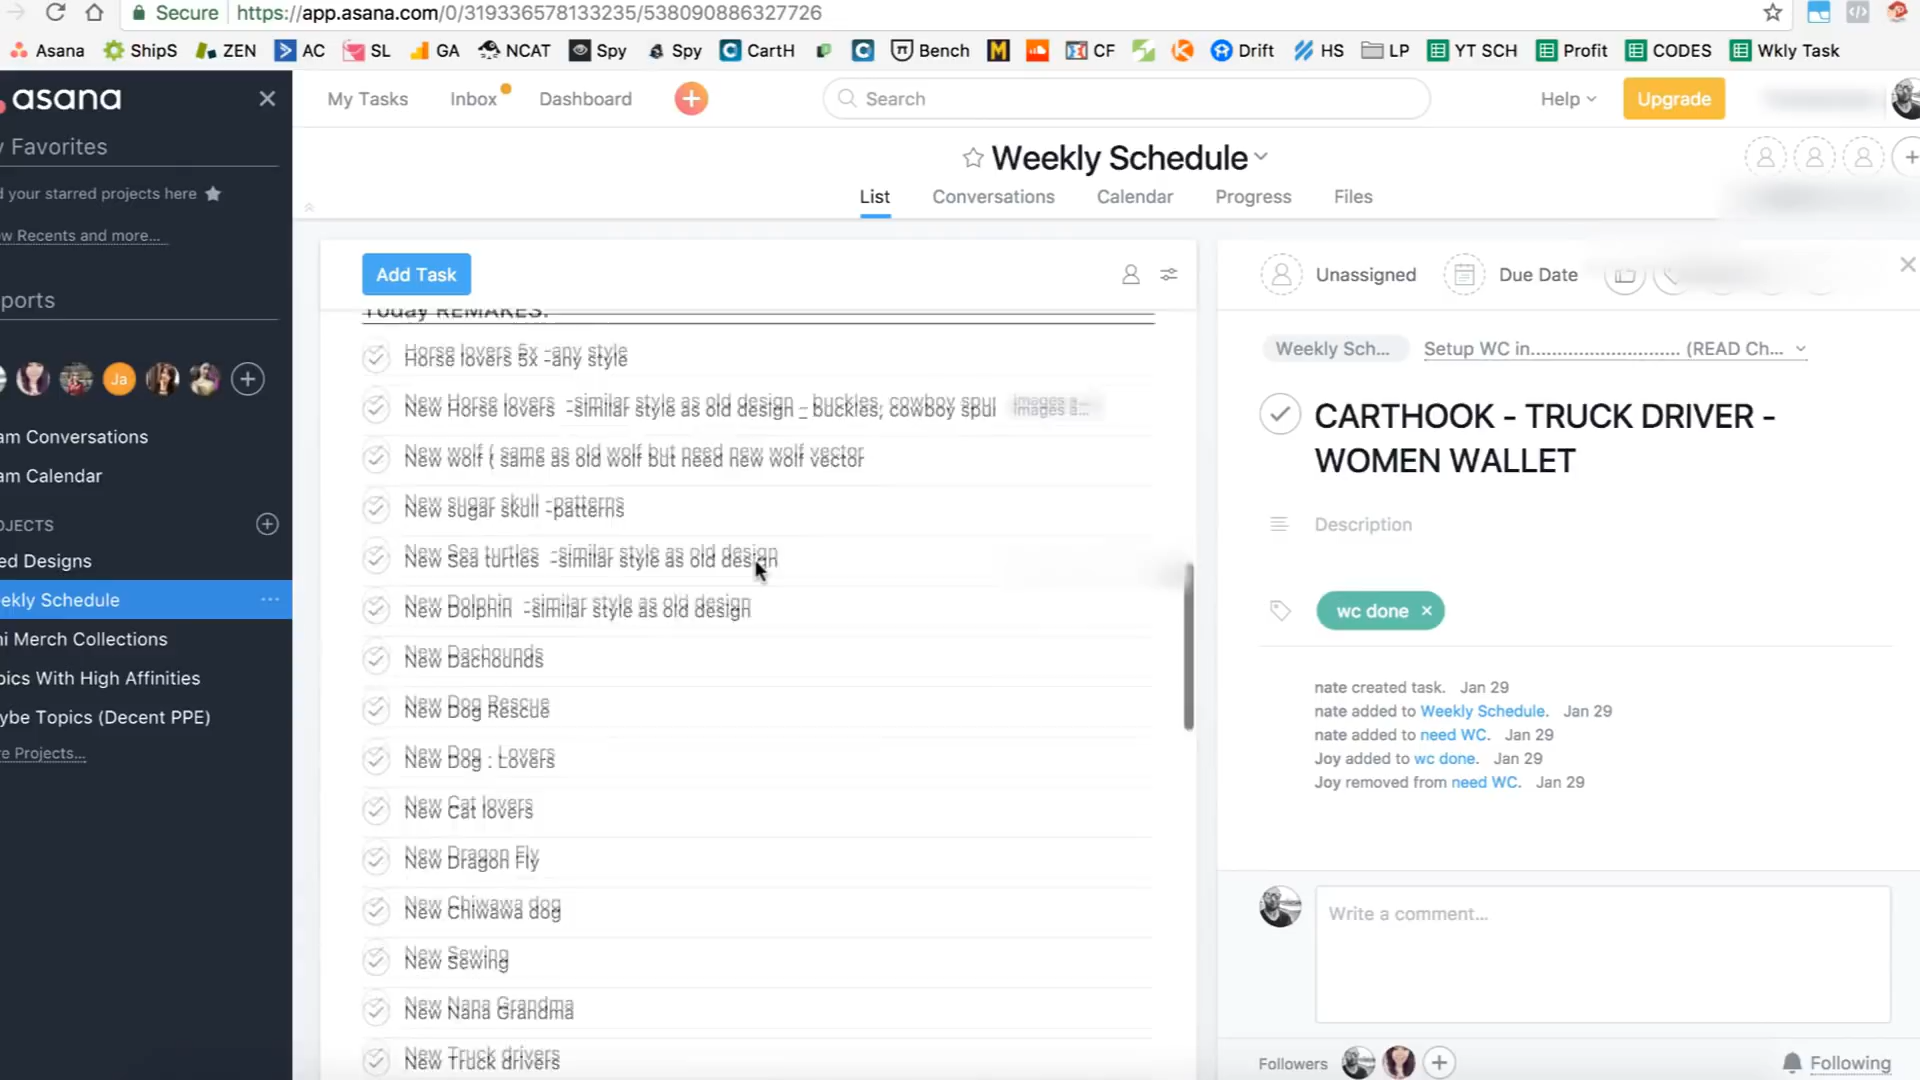 Secure
https://app.asana.com/0/319336578133235/538090886327726
Asana
ShipS
ZEN
AC
SL
GA
NCAT
Spy
Spy
CartH
Bench
CF
Drift
HS
LP
YT SCH
Profit
CODES
Wkly Task
asana
My Tasks
Inbox
Dashboard
Search
Help
Upgrade
y Favorites
d your starred projects here
w Recents and more...
ports
Ja
am Conversations
am Calendar
OJECTS
ed Designs
ekly Schedule
ni Merch Collections
pics With High Affinities
ybe Topics (Decent PPE)
re Projects...
Weekly Schedule
List
Conversations
Calendar
Progress
Files
Add Task
Today REMAKES:
Horse lovers 5x -any style
New Horse lovers -similar style as old design _ buckles, cowboy spur
images a...
New wolf ( same as old wolf but need new wolf vector
New sugar skull -patterns
New Sea turtles -similar style as old design
New Dolphin -similar style as old design
New Dachounds
New Dog Rescue
New Dog : Lovers
New Cat lovers
New Dragon Fly
New Chiwawa dog
New Sewing
New Nana Grandma
New Truck drivers
Unassigned
Due Date
Weekly Sch...
Setup WC in............................ (READ Ch...
CARTHOOK - TRUCK DRIVER -
WOMEN WALLET
Description
wc done
nate created task. Jan 29
nate added to Weekly Schedule. Jan 29
nate added to need WC. Jan 29
Joy added to wc done. Jan 29
Joy removed from need WC. Jan 29
Write a comment...
Followers
Following